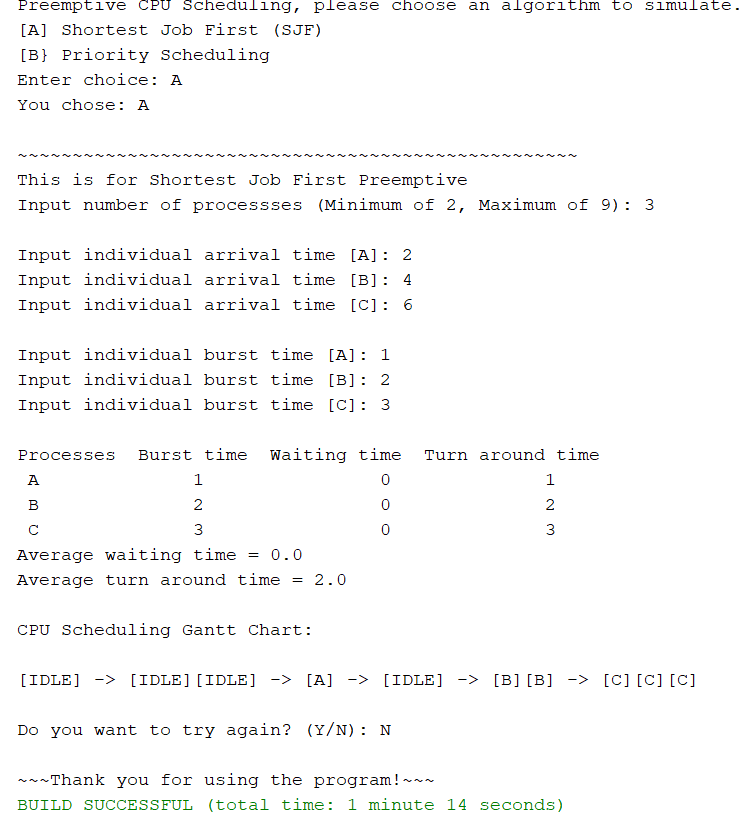 Preemptive CPU Scheduling, please choose an algorithm to simulate.
[A] Shortest Job First (SJF)
[B} Priority Scheduling
Enter choice: A
You chose: A
~~~~~~~~~~~~~~~~~~~~~~~~~~~~~~~~~~~~~~~~~~~~~~~~~~~
This is for Shortest Job First Preemptive
Input number of processses (Minimum of 2, Maximum of 9): 3
Input individual arrival time [A]: 2
Input individual arrival time [B]: 4
Input individual arrival time [C]: 6
Input individual burst time [A]: 1
Input individual burst time [B]: 2
Input individual burst time [C]: 3
Processes Burst time Waiting time Turn around time
A 1 0 1
B 2 0 2
C 3 0 3
Average waiting time = 0.0
Average turn around time = 2.0
CPU Scheduling Gantt Chart:
[IDLE] -> [IDLE][IDLE] -> [A] -> [IDLE] -> [B][B] -> [C][C][C]
Do you want to try again? (Y/N): N
~~~Thank you for using the program!~~~
BUILD SUCCESSFUL (total time: 1 minute 14 seconds)